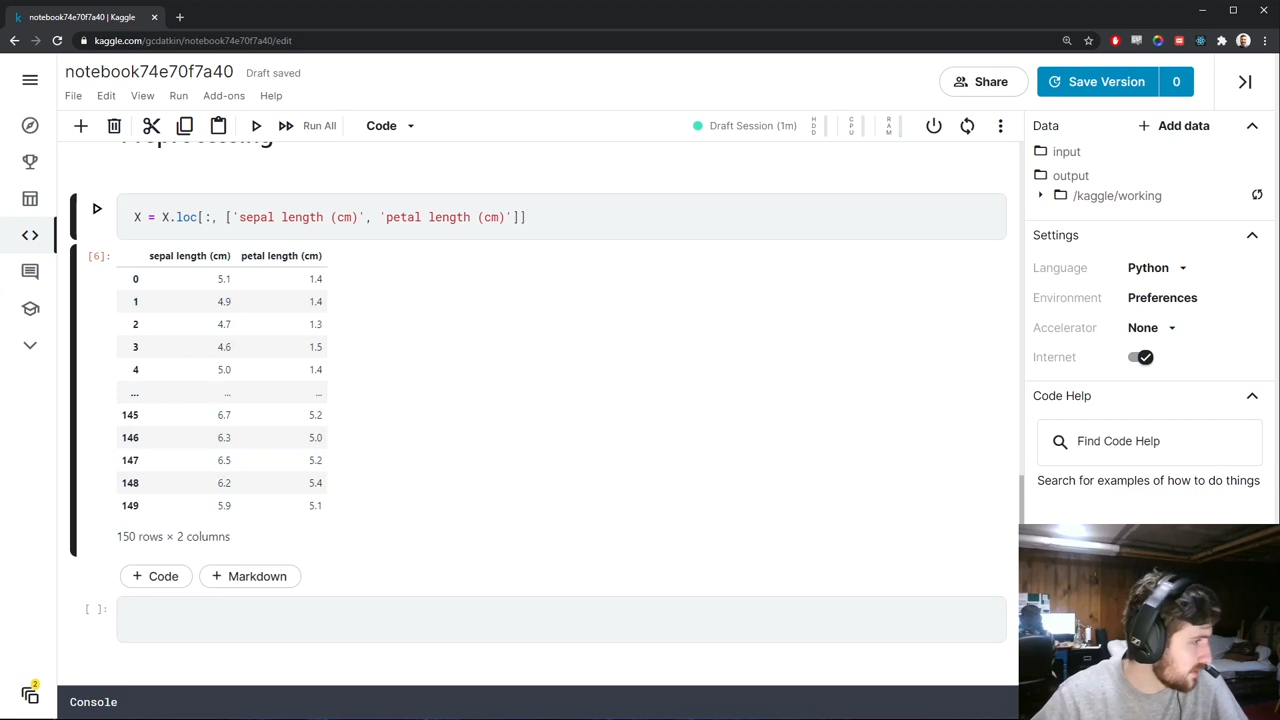 notebook74e70f7a40 | Kaggle
kaggle.com/gcdatkin/notebook74e70f7a40/edit
notebook74e70f7a40 Draft saved
File Edit View Run Add-ons Help
Share
Save Version 0
Run All Code
Draft Session (1m) HDD CPU RAM
Preprocessing
X = X.loc[:, ['sepal length (cm)', 'petal length (cm)']]
[6]: sepal length (cm) petal length (cm)
0 5.1 1.4
1 4.9 1.4
2 4.7 1.3
3 4.6 1.5
4 5.0 1.4
... ... ...
145 6.7 5.2
146 6.3 5.0
147 6.5 5.2
148 6.2 5.4
149 5.9 5.1
150 rows × 2 columns
+ Code + Markdown
[ ]:
Console
2
Data + Add data
input
output
/kaggle/working
Settings
Language Python
Environment Preferences
Accelerator None
Internet
Code Help
Find Code Help
Search for examples of how to do things